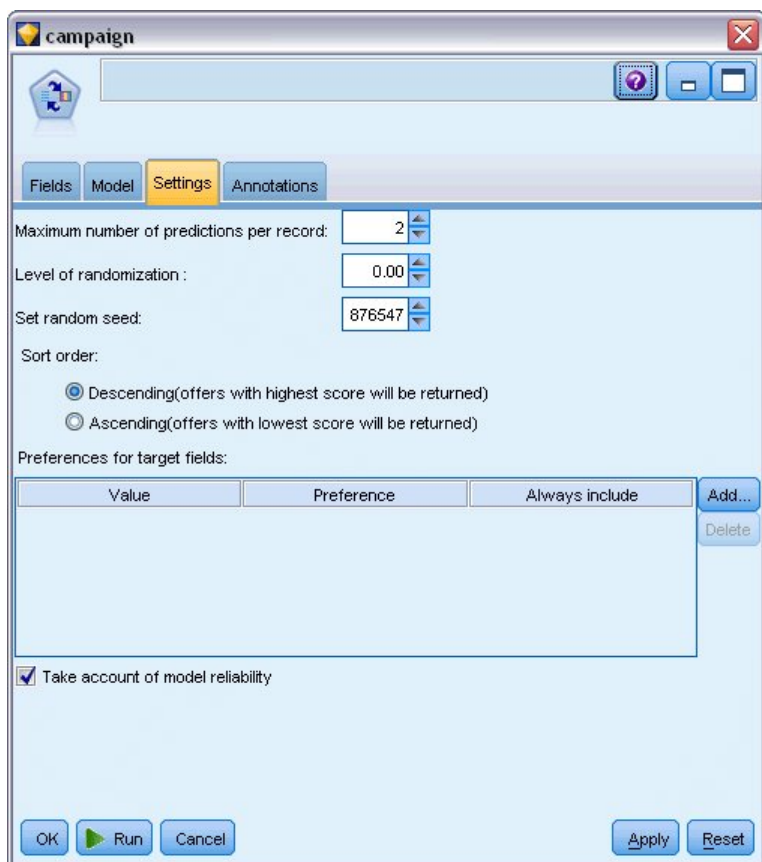 campaign
Fields Model Settings Annotations
Maximum number of predictions per record: 2
Level of randomization : 0.00
Set random seed: 876547
Sort order:
Descending(offers with highest score will be returned)
Ascending(offers with lowest score will be returned)
Preferences for target fields:
Value Preference Always include Add...
Delete
Take account of model reliability
OK Run Cancel Apply Reset